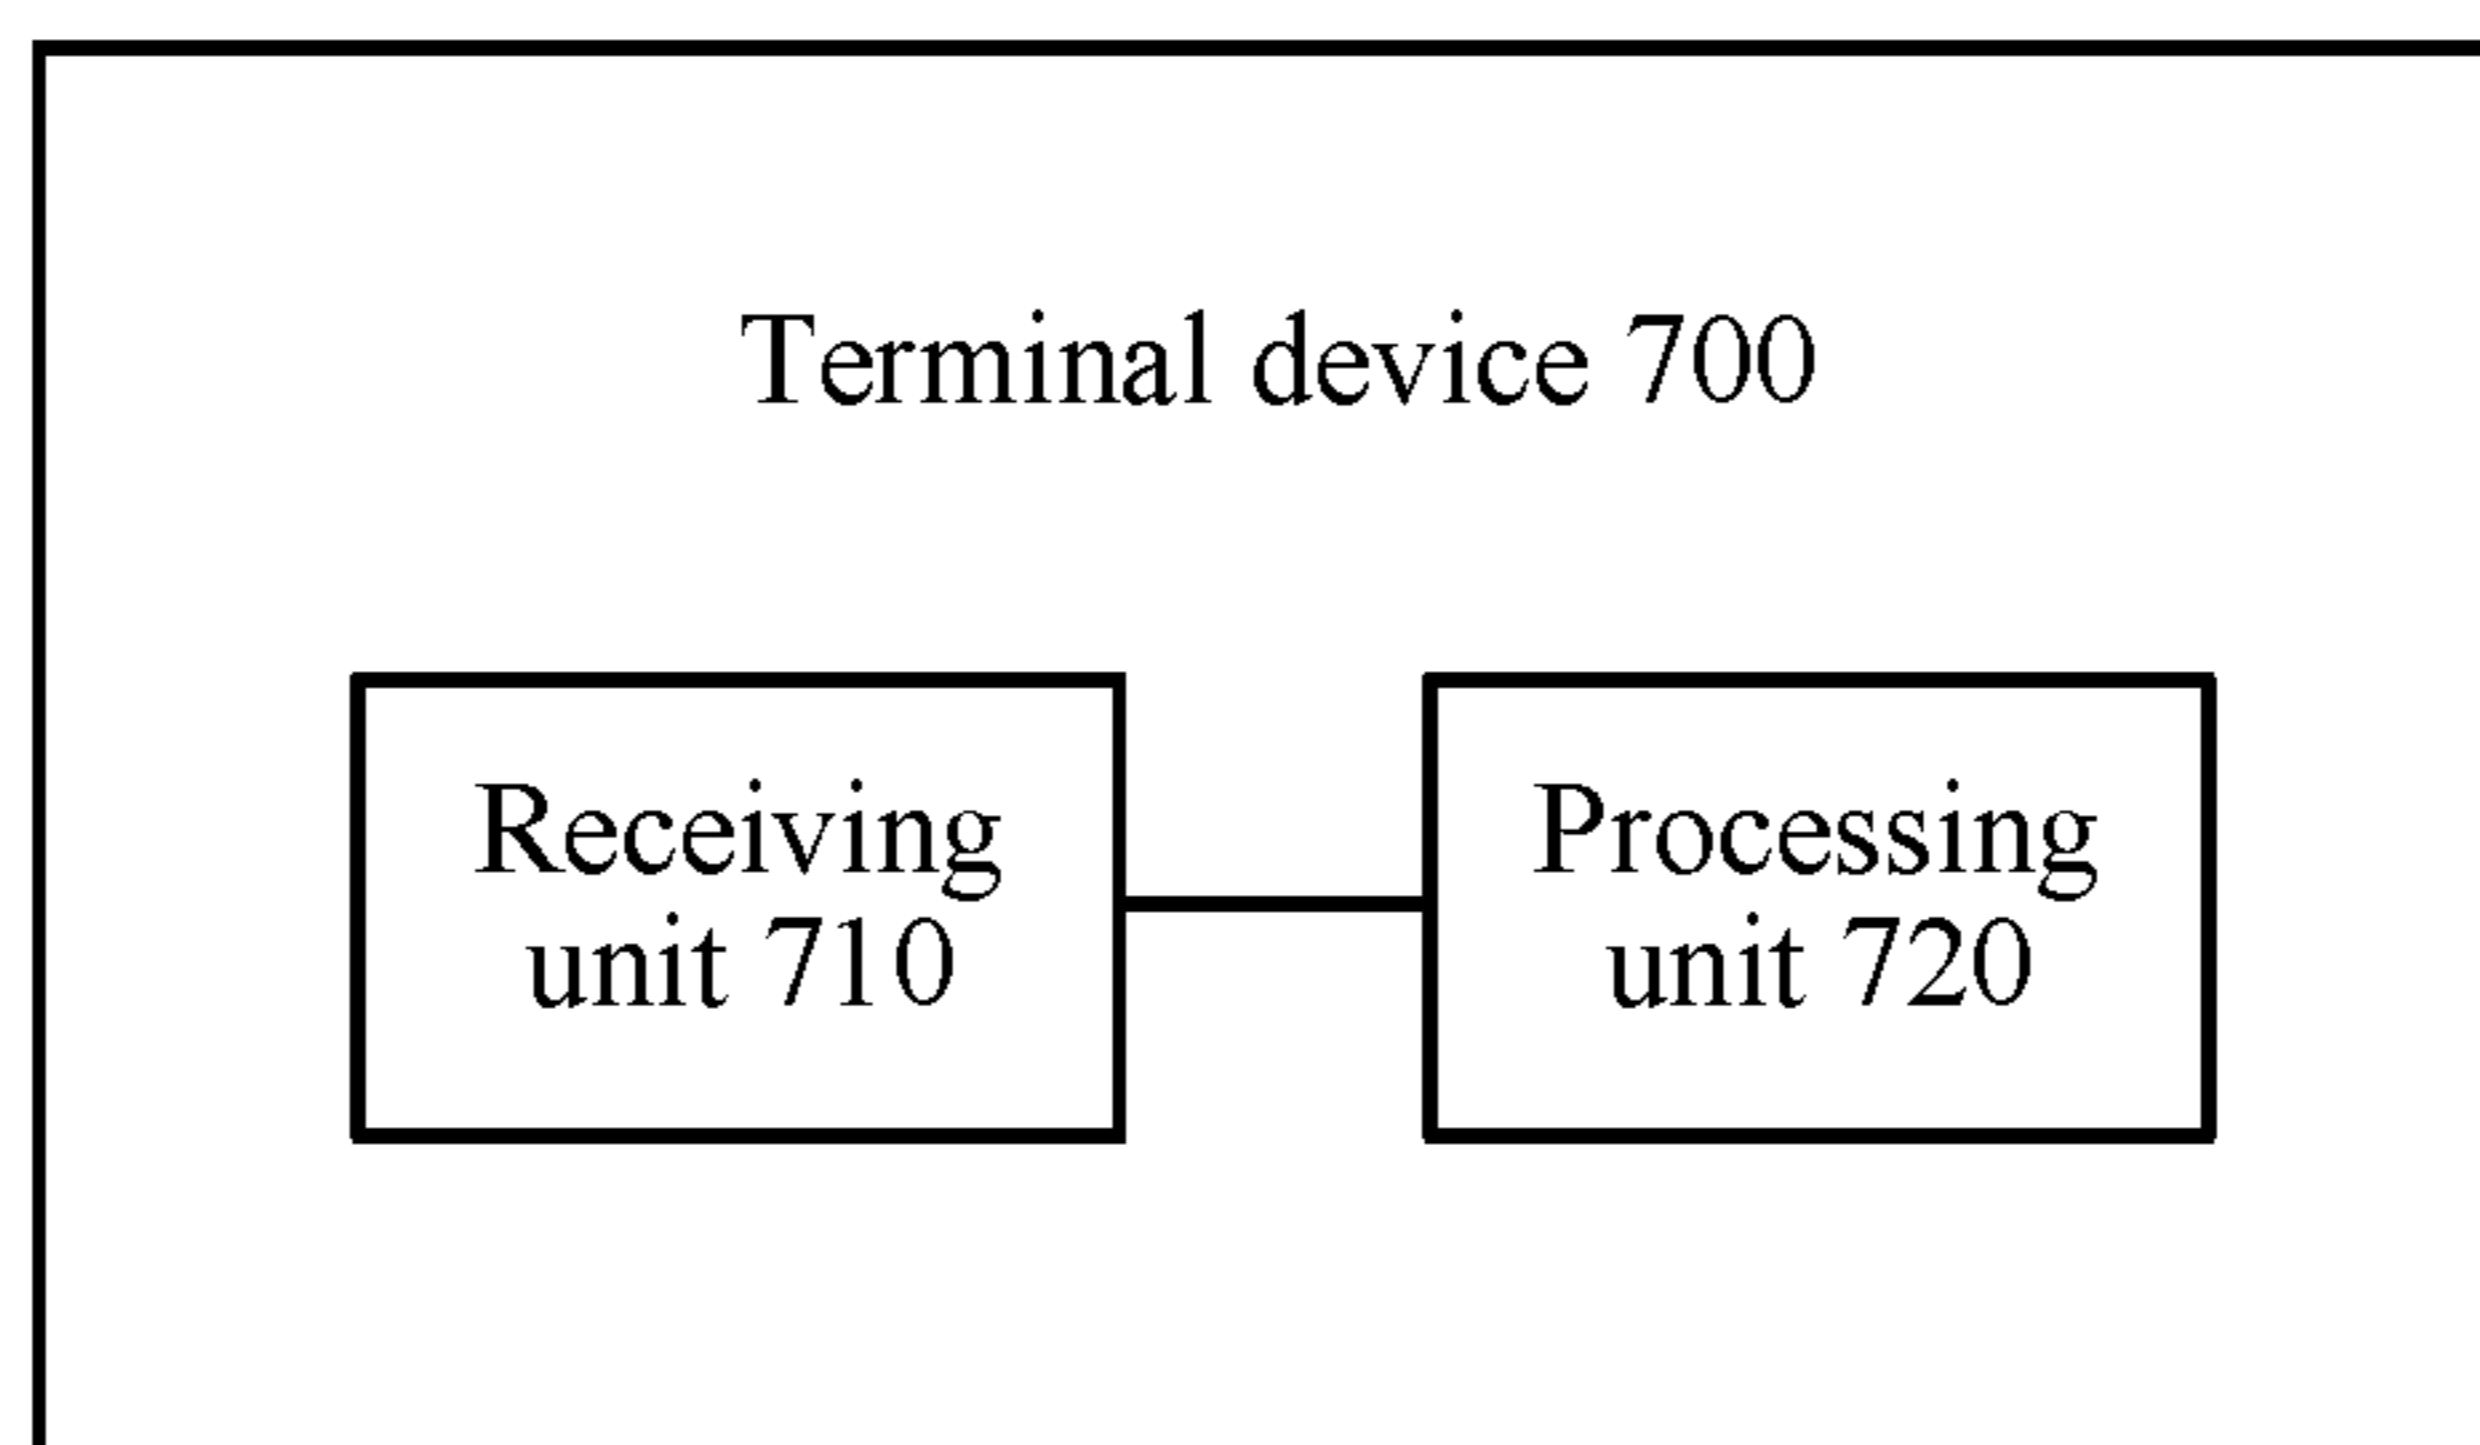 Terminal device 700
Receiving
unit 710
Processing
unit 720